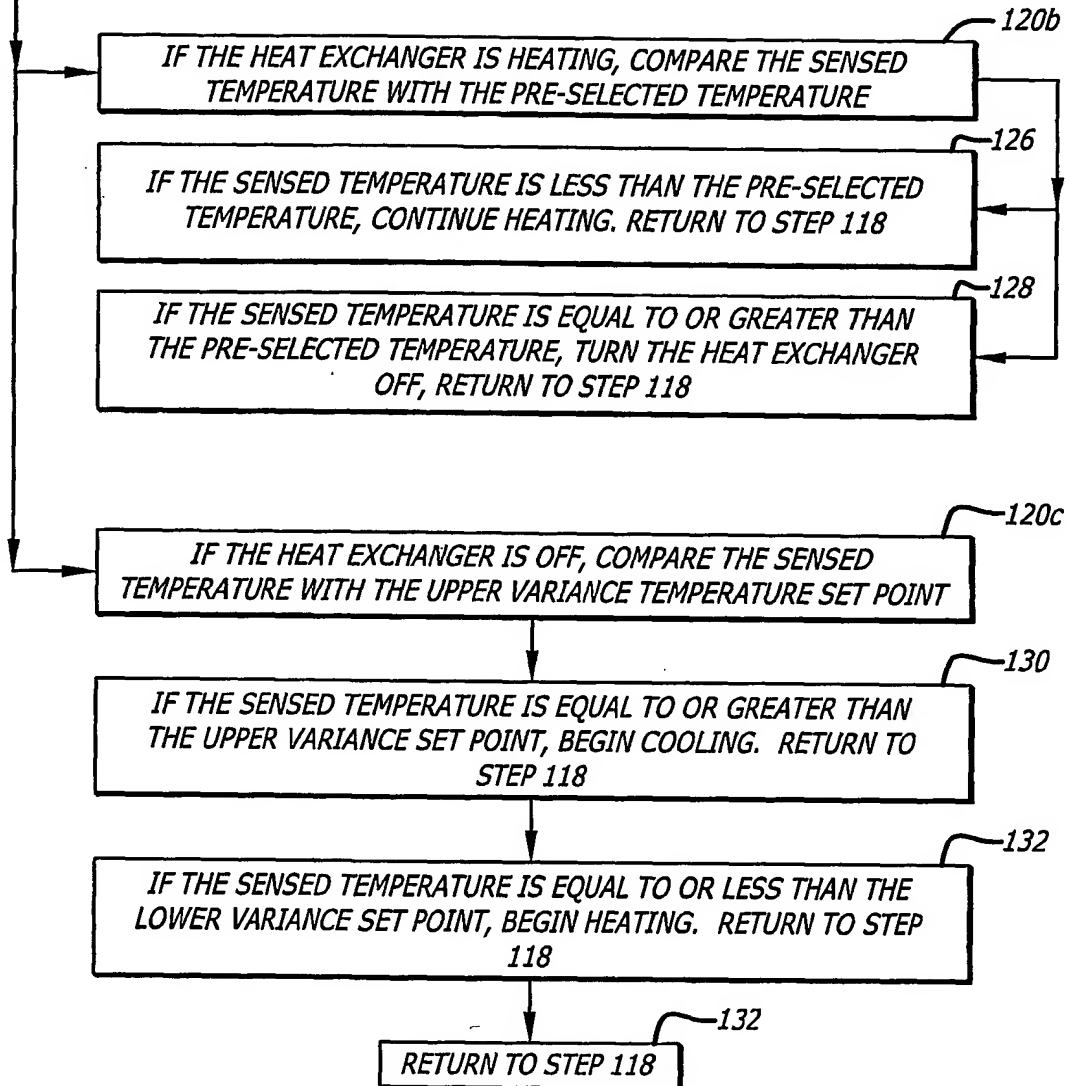 120b
IF THE HEAT EXCHANGER IS HEATING, COMPARE THE SENSED
TEMPERATURE WITH THE PRE-SELECTED TEMPERATURE
126
IF THE SENSED TEMPERATURE IS LESS THAN THE PRE-SELECTED
TEMPERATURE, CONTINUE HEATING. RETURN TO STEP 118
128
IF THE SENSED TEMPERATURE IS EQUAL TO OR GREATER THAN
THE PRE-SELECTED TEMPERATURE, TURN THE HEAT EXCHANGER
OFF, RETURN TO STEP 118
120c
IF THE HEAT EXCHANGER IS OFF, COMPARE THE SENSED
TEMPERATURE WITH THE UPPER VARIANCE TEMPERATURE SET POINT
130
IF THE SENSED TEMPERATURE IS EQUAL TO OR GREATER THAN
THE UPPER VARIANCE SET POINT, BEGIN COOLING. RETURN TO
STEP 118
132
IF THE SENSED TEMPERATURE IS EQUAL TO OR LESS THAN THE
LOWER VARIANCE SET POINT, BEGIN HEATING. RETURN TO STEP
118
132
RETURN TO STEP 118